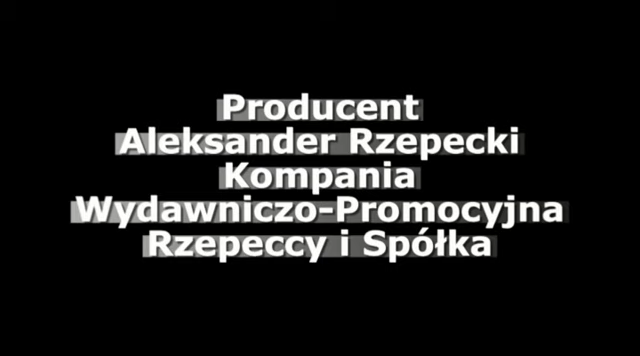 Producent
Aleksander Rzepecki
Kompania
Wydawniczo-Promocyjna
Rzepeccy i Spółka